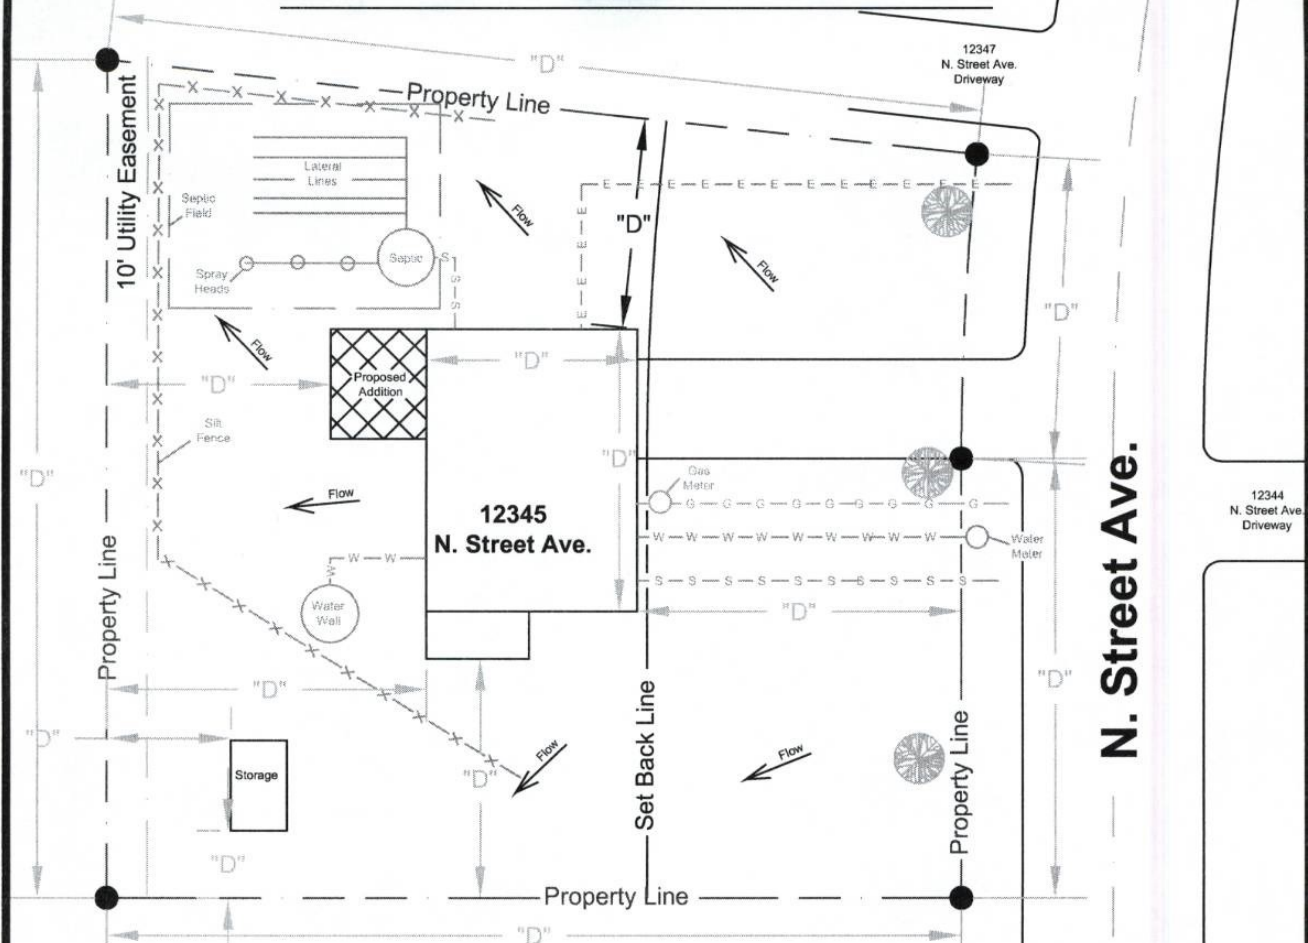 12347
N. Street Ave.
Driveway
"D"
Property Line
10' Utility Easement
Lateral
Lines
Septic
Field
Flow
"D"
E E E E E E E E E E E E
E
E
E
E
Flow
Septic
S
S
S
Spray
Heads
"D"
Flow
"D"
"D"
Proposed
Addition
Silt
Fence
"D"
"D"
Gas
Meter
Flow
G G G G G G G G G
12345
N. Street Ave.
W W W W W W W W W
Water
Meter
12344
N. Street Ave.
Driveway
W W
W
S S S S S S S S S S
Water
Well
"D"
Property Line
N. Street Ave.
"D"
"D"
Set Back Line
Property Line
"D"
Flow
Flow
"D"
Storage
"D"
Property Line
"D"